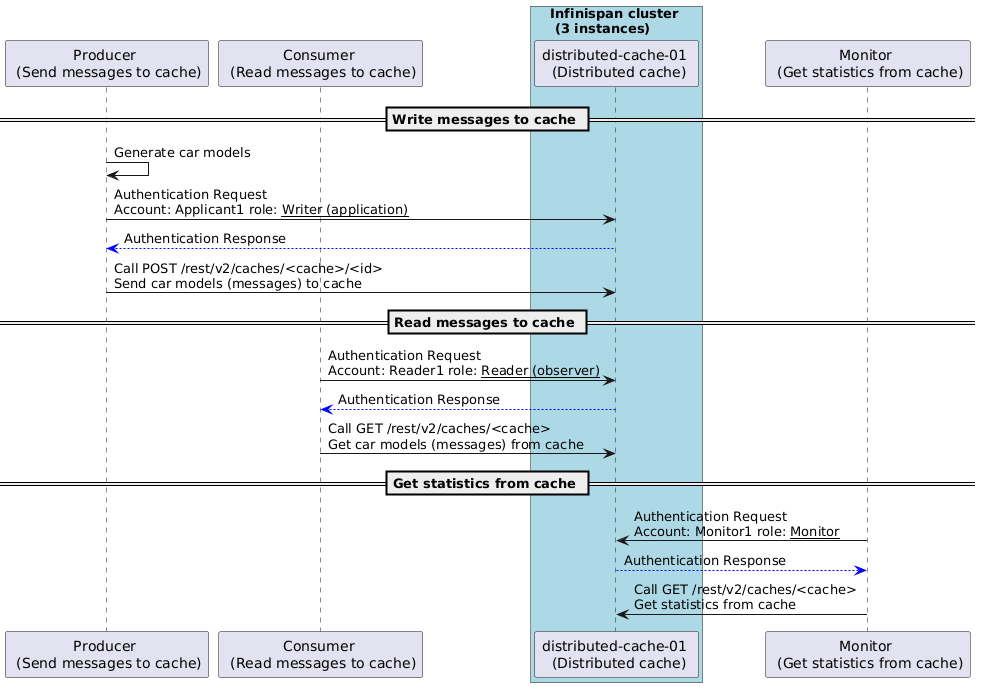 Infinispan cluster
(3 instances)
Producer
(Send messages to cache)
Consumer
(Read messages to cache)
distributed-cache-01
(Distributed cache)
Monitor
(Get statistics from cache)
Write messages to cache
Generate car models
Authentication Request
Account: Applicant1 role: Writer (application)
Authentication Response
Call POST /rest/v2/caches/<cache>/<id>
Send car models (messages) to cache
Read messages to cache
Authentication Request
Account: Reader1 role: Reader (observer)
Authentication Response
Call GET /rest/v2/caches/<cache>
Get car models (messages) from cache
Get statistics from cache
Authentication Request
Account: Monitor1 role: Monitor
Authentication Response
Call GET /rest/v2/caches/<cache>
Get statistics from cache
Producer
(Send messages to cache)
Consumer
(Read messages to cache)
distributed-cache-01
(Distributed cache)
Monitor
(Get statistics from cache)